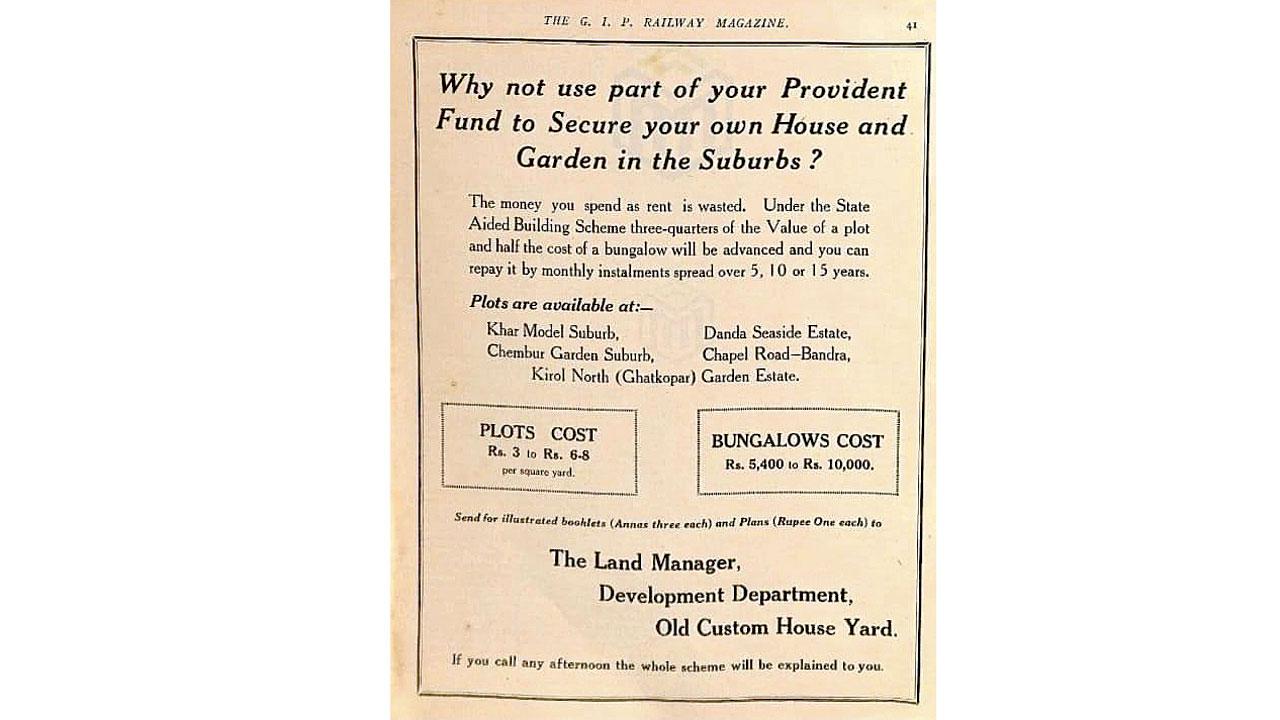 THE G. I. P. RAILWAY MAGAZINE.
41
Why not use part of your Provident
Fund to Secure your own House and
Garden in the Suburbs ?
The money you spend as rent is wasted. Under the State
Aided Building Scheme three-quarters of the Value of a plot
and half the cost of a bungalow will be advanced and you can
repay it by monthly instalments spread over 5, 10 or 15 years.
Plots are available at:—
Khar Model Suburb, Danda Seaside Estate,
Chembur Garden Suburb, Chapel Road—Bandra,
Kirol North (Ghatkopar) Garden Estate.
PLOTS COST
Rs. 3 to Rs. 6-8
per square yard.
BUNGALOWS COST
Rs. 5,400 to Rs. 10,000.
Send for illustrated booklets (Annas three each) and Plans (Rupee One each) to
The Land Manager,
Development Department,
Old Custom House Yard.
If you call any afternoon the whole scheme will be explained to you.